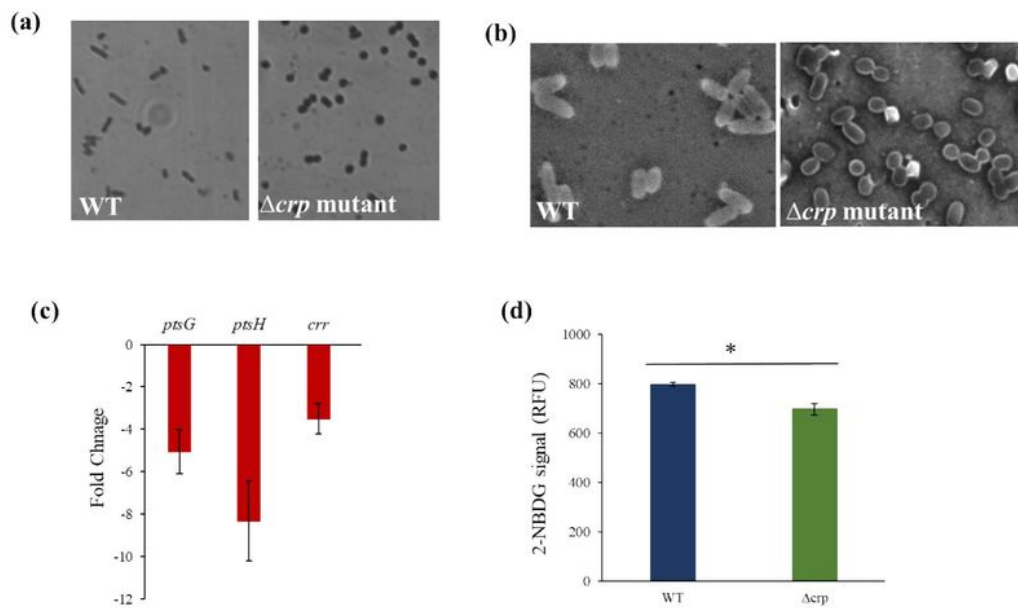 (a)
WT
Δcrp mutant
(b)
WT
Δcrp mutant
(c)
ptsG ptsH crr
0
-2
-4
-6
-8
-10
-12
Fold Chnage
(d)
*
1000
800
600
400
200
0
2-NBDG signal (RFU)
WT Δcrp